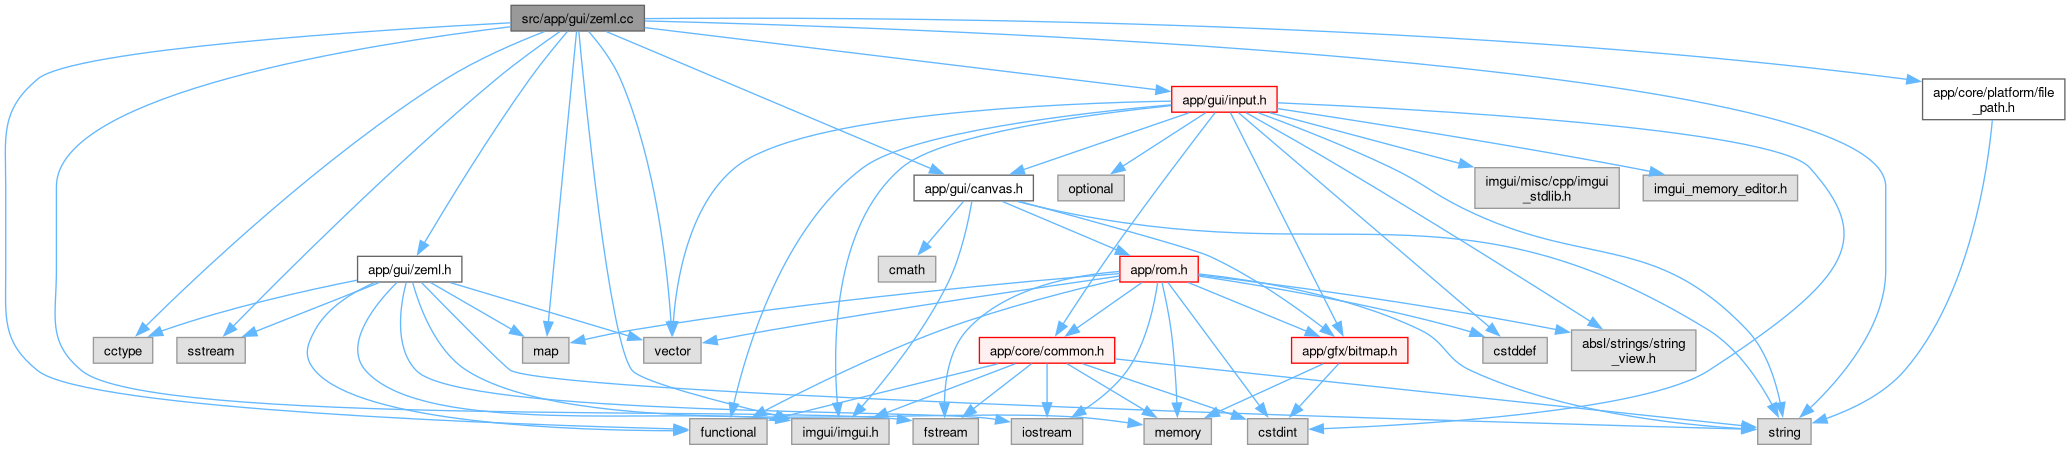 src/app/gui/zeml.cc
app/core/platform/file
_path.h
app/gui/input.h
app/gui/canvas.h
optional
imgui/misc/cpp/imgui
_stdlib.h
imgui_memory_editor.h
app/gui/zeml.h
cmath
app/rom.h
cctype
sstream
map
vector
app/core/common.h
app/gfx/bitmap.h
cstddef
absl/strings/string
_view.h
functional
imgui/imgui.h
fstream
iostream
memory
cstdint
string